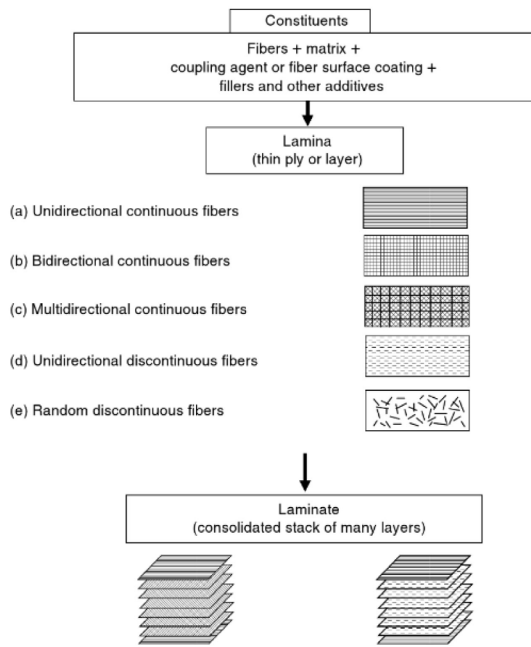 Constituents
Fibers + matrix +
coupling agent or fiber surface coating +
fillers and other additives
Lamina
(thin ply or layer)
(a) Unidirectional continuous fibers
(b) Bidirectional continuous fibers
(c) Multidirectional continuous fibers
(d) Unidirectional discontinuous fibers
(e) Random discontinuous fibers
Laminate
(consolidated stack of many layers)